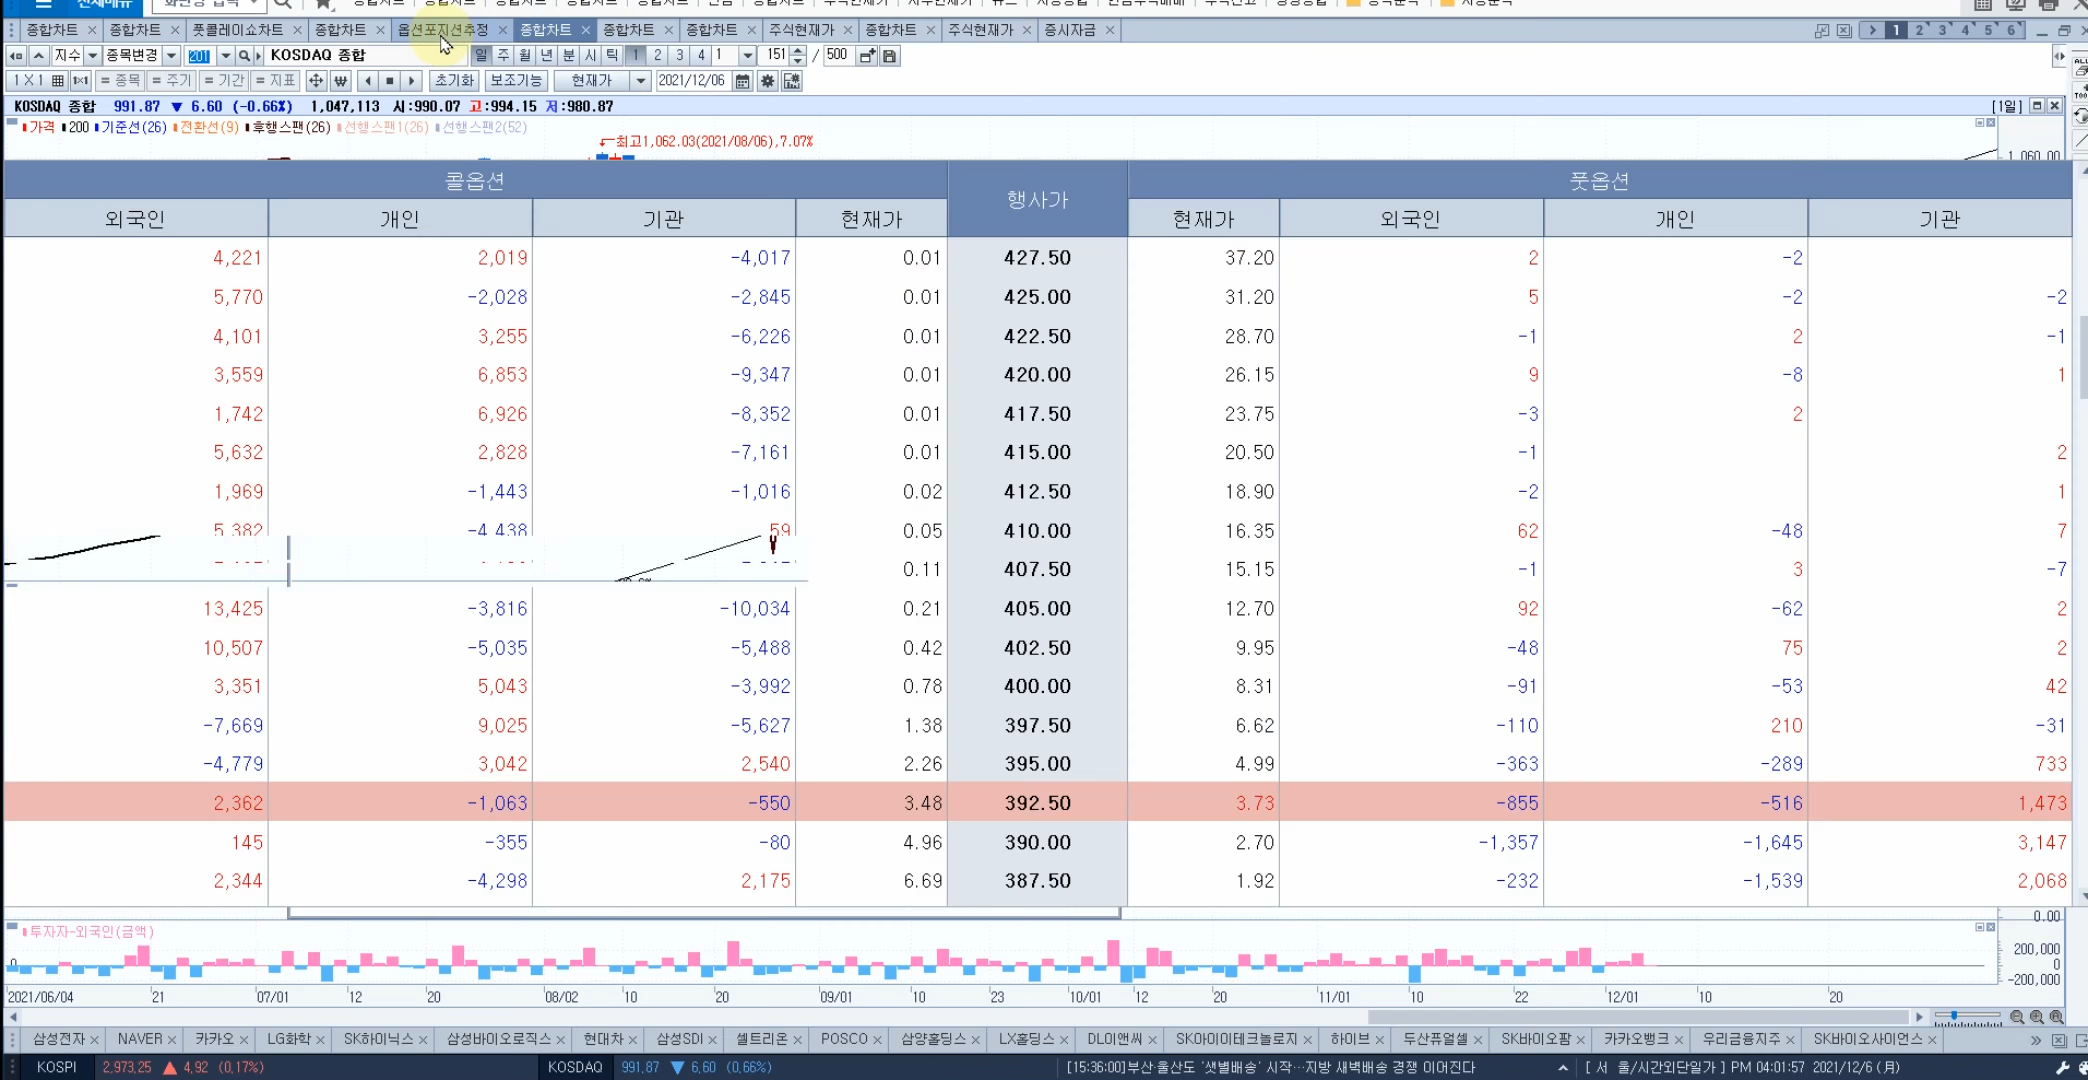 옵션포지션추정
종합차트 종합차트 풋콜레이쇼차트 종합차트 종합차트 종합차트 종합차트 주식현재가 종합차트 주식현재가 증시자금 1 2 3 4 5 6
지수 종목변경 201 KOSDAQ 종합 일 주 월 년 분 시 틱 1 2 3 4 1 151 / 500
1X1 1x1 = 종목 = 주기 = 기간 = 지표 ₩ 초기화 보조기능 현재가 2021/12/06
KOSDAQ 종합 991.87 ▼ 6.60 (-0.66%) 1,047,113 시:990.07 고:994.15 저:980.87 [1일]
가격 200 기준선(26) 전환선(9) 후행스팬(26) 선행스팬1(26) 선행스팬2(52)
최고1,062.03(2021/08/06),7.07%
1,060.00
콜옵션 행사가 풋옵션
외국인 개인 기관 현재가 현재가 외국인 개인 기관
4,221 2,019 -4,017 0.01 427.50 37.20 2 -2
5,770 -2,028 -2,845 0.01 425.00 31.20 5 -2 -2
4,101 3,255 -6,226 0.01 422.50 28.70 -1 2 -1
3,559 6,853 -9,347 0.01 420.00 26.15 9 -8 1
1,742 6,926 -8,352 0.01 417.50 23.75 -3 2
5,632 2,828 -7,161 0.01 415.00 20.50 -1 2
1,969 -1,443 -1,016 0.02 412.50 18.90 -2 1
5,382 -4,438 59 0.05 410.00 16.35 62 -48 7
0.11 407.50 15.15 -1 3 -7
13,425 -3,816 -10,034 0.21 405.00 12.70 92 -62 2
10,507 -5,035 -5,488 0.42 402.50 9.95 -48 75 2
3,351 5,043 -3,992 0.78 400.00 8.31 -91 -53 42
-7,669 9,025 -5,627 1.38 397.50 6.62 -110 210 -31
-4,779 3,042 2,540 2.26 395.00 4.99 -363 -289 733
2,362 -1,063 -550 3.48 392.50 3.73 -855 -516 1,473
145 -355 -80 4.96 390.00 2.70 -1,357 -1,645 3,147
2,344 -4,298 2,175 6.69 387.50 1.92 -232 -1,539 2,068
0.00
투자자-외국인(금액)
200,000
0 0
-200,000
2021/06/04 21 07/01 12 20 08/02 10 20 09/01 10 23 10/01 12 20 11/01 10 22 12/01 10 20
삼성전자 NAVER 카카오 LG화학 SK하이닉스 삼성바이오로직스 현대차 삼성SDI 셀트리온 POSCO 삼양홀딩스 LX홀딩스 DL이앤씨 SK아이이테크놀로지 하이브 두산퓨얼셀 SK바이오팜 카카오뱅크 우리금융지주 SK바이오사이언스
KOSPI 2,973.25 ▲ 4.92 (0.17%) KOSDAQ 991.87 ▼ 6.60 (0.66%) [15:36:00]부산·울산도 '샛별배송' 시작…지방 새벽배송 경쟁 이어진다 [ 서 울/시간외단일가 ] PM 04:01:57 2021/12/6 (月)